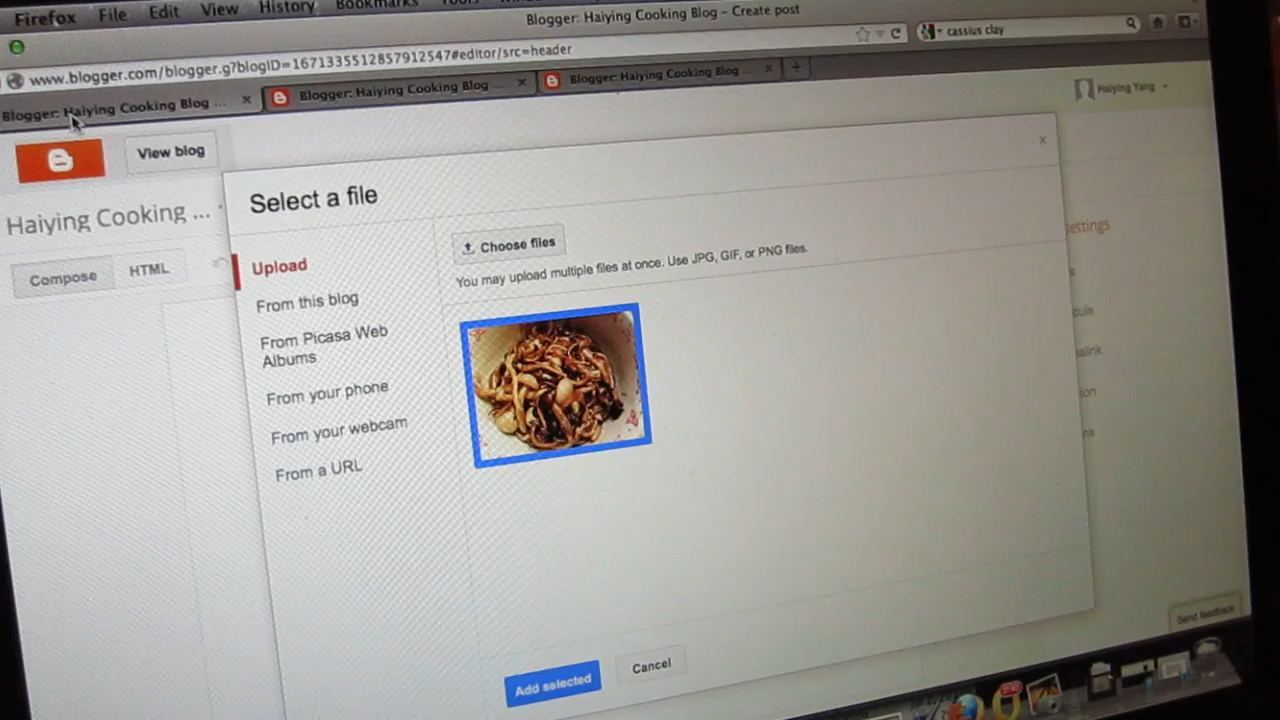 Firefox File Edit View History Bookmarks
Blogger: Haiying Cooking Blog – Create post
www.blogger.com/blogger.g?blogID=1671335512857912547#editor/src=header
cassius clay
Blogger: Haiying Cooking Blog ...
Blogger: Haiying Cooking Blog ...
Blogger: Haiying Cooking Blog ...
Haiying Yang
View blog
Haiying Cooking ...
Compose
HTML
Select a file
Upload
From this blog
From Picasa Web
Albums
From your phone
From your webcam
From a URL
Choose files
You may upload multiple files at once. Use JPG, GIF, or PNG files.
Add selected
Cancel
Send feedback